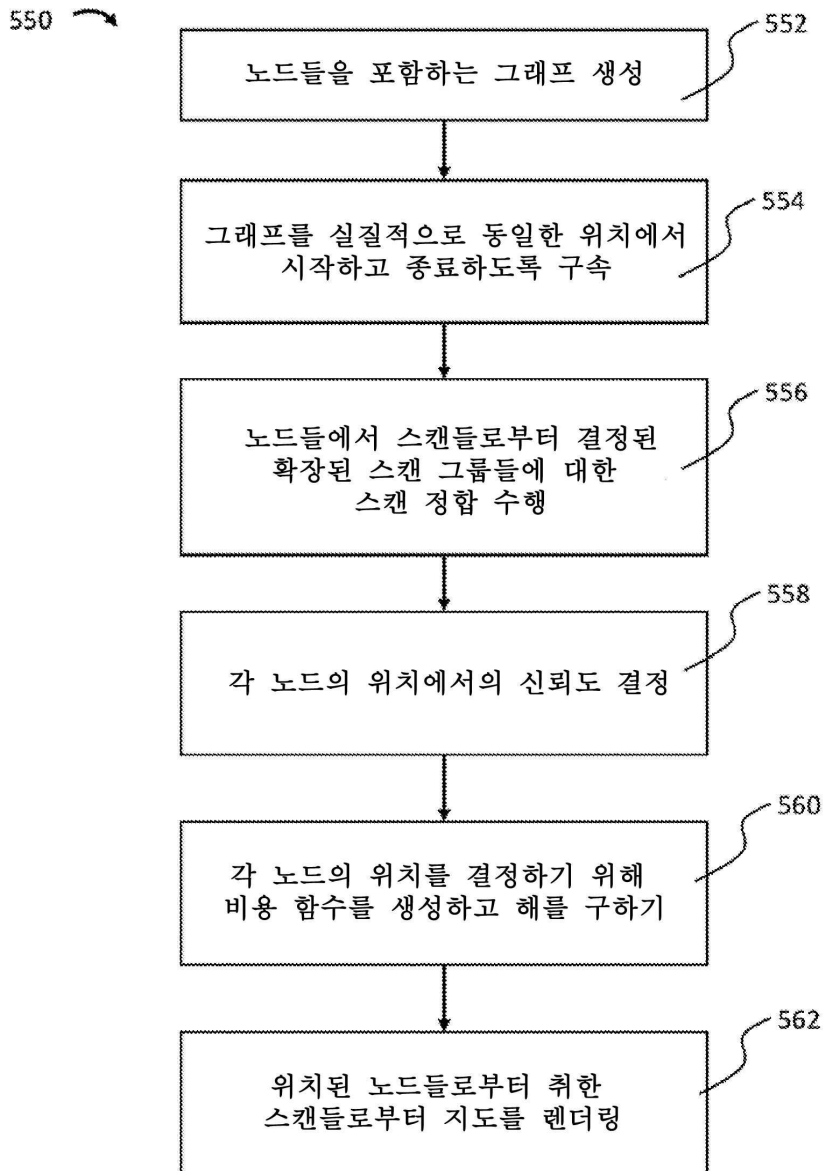 550
552
노드들을 포함하는 그래프 생성
554
그래프를 실질적으로 동일한 위치에서
시작하고 종료하도록 구속
556
노드들에서 스캔들로부터 결정된
확장된 스캔 그룹들에 대한
스캔 정합 수행
558
각 노드의 위치에서의 신뢰도 결정
560
각 노드의 위치를 결정하기 위해
비용 함수를 생성하고 해를 구하기
562
위치된 노드들로부터 취한
스캔들로부터 지도를 렌더링